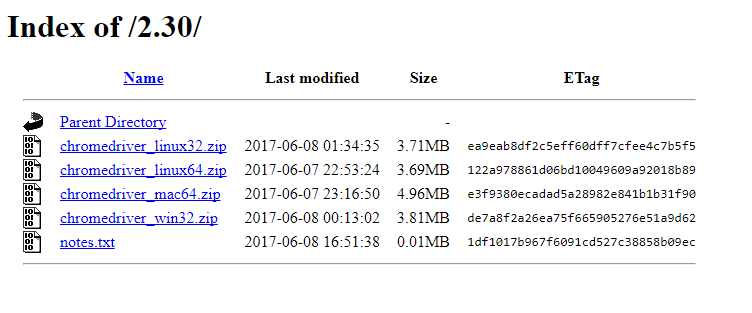 Index of /2.30/
Name Last modified Size ETag
Parent Directory -
chromedriver_linux32.zip 2017-06-08 01:34:35 3.71MB ea9eab8df2c5eff60dff7cfee4c7b5f5
chromedriver_linux64.zip 2017-06-07 22:53:24 3.69MB 122a978861d06bd10049609a92018b89
chromedriver_mac64.zip 2017-06-07 23:16:50 4.96MB e3f9380ecadad5a28982e841b1b31f90
chromedriver_win32.zip 2017-06-08 00:13:02 3.81MB de7a8f2a26ea75f665905276e51a9d62
notes.txt 2017-06-08 16:51:38 0.01MB 1df1017b967f6091cd527c38858b09ec